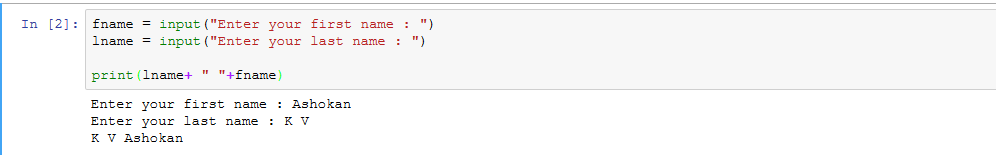 In [2]: fname = input("Enter your first name : ")
lname = input("Enter your last name : ")
print(lname+ " "+fname)
Enter your first name : Ashokan
Enter your last name : K V
K V Ashokan